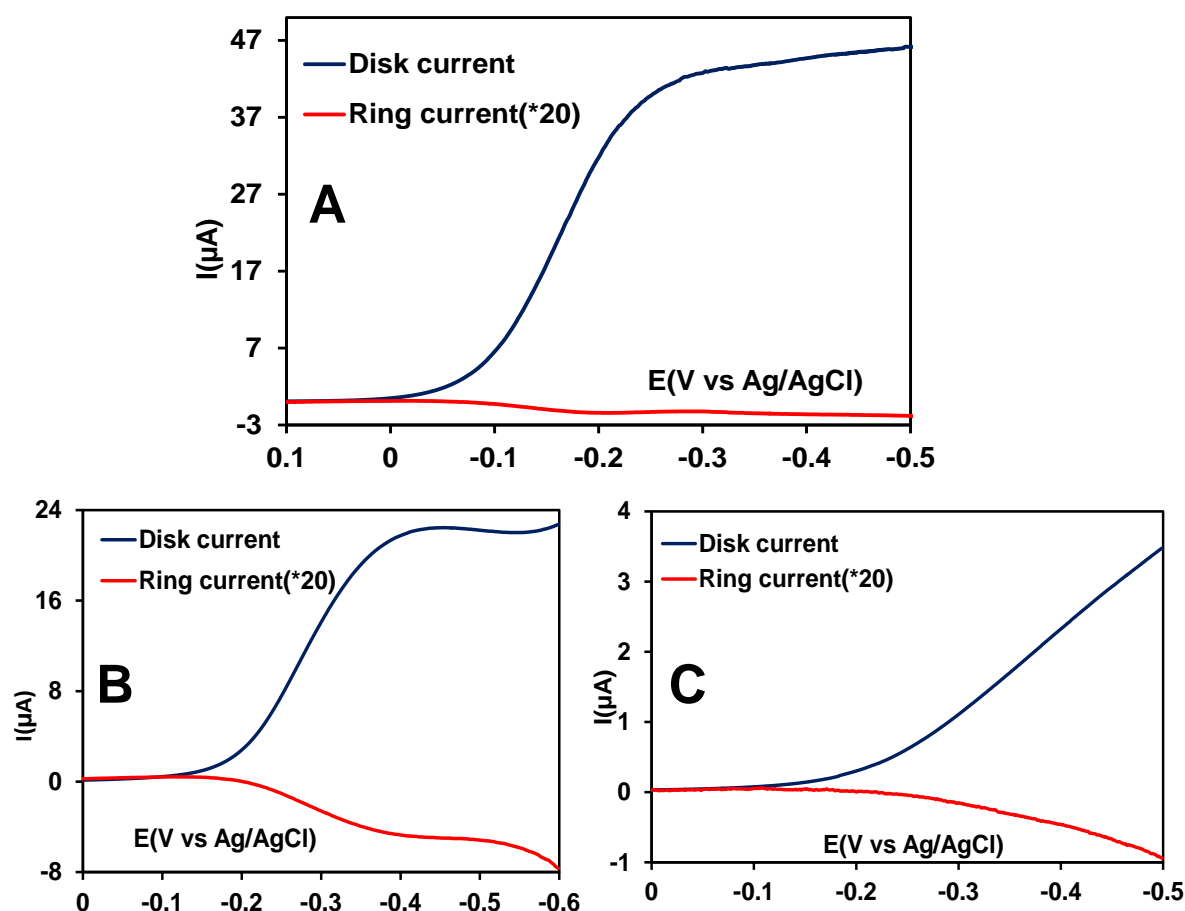 47
Disk current
37
Ring current(*20)
27
A
I(µA)
17
7
E(V vs Ag/AgCl)
-3
0.1 0 -0.1 -0.2 -0.3 -0.4 -0.5
24
Disk current
Ring current(*20)
16
B
8
I(µA)
0
E(V vs Ag/AgCl)
-8
0 -0.1 -0.2 -0.3 -0.4 -0.5 -0.6
4
Disk current
Ring current(*20)
3
2
C
I(µA)
1
0
E(V vs Ag/AgCl)
-1
0 -0.1 -0.2 -0.3 -0.4 -0.5